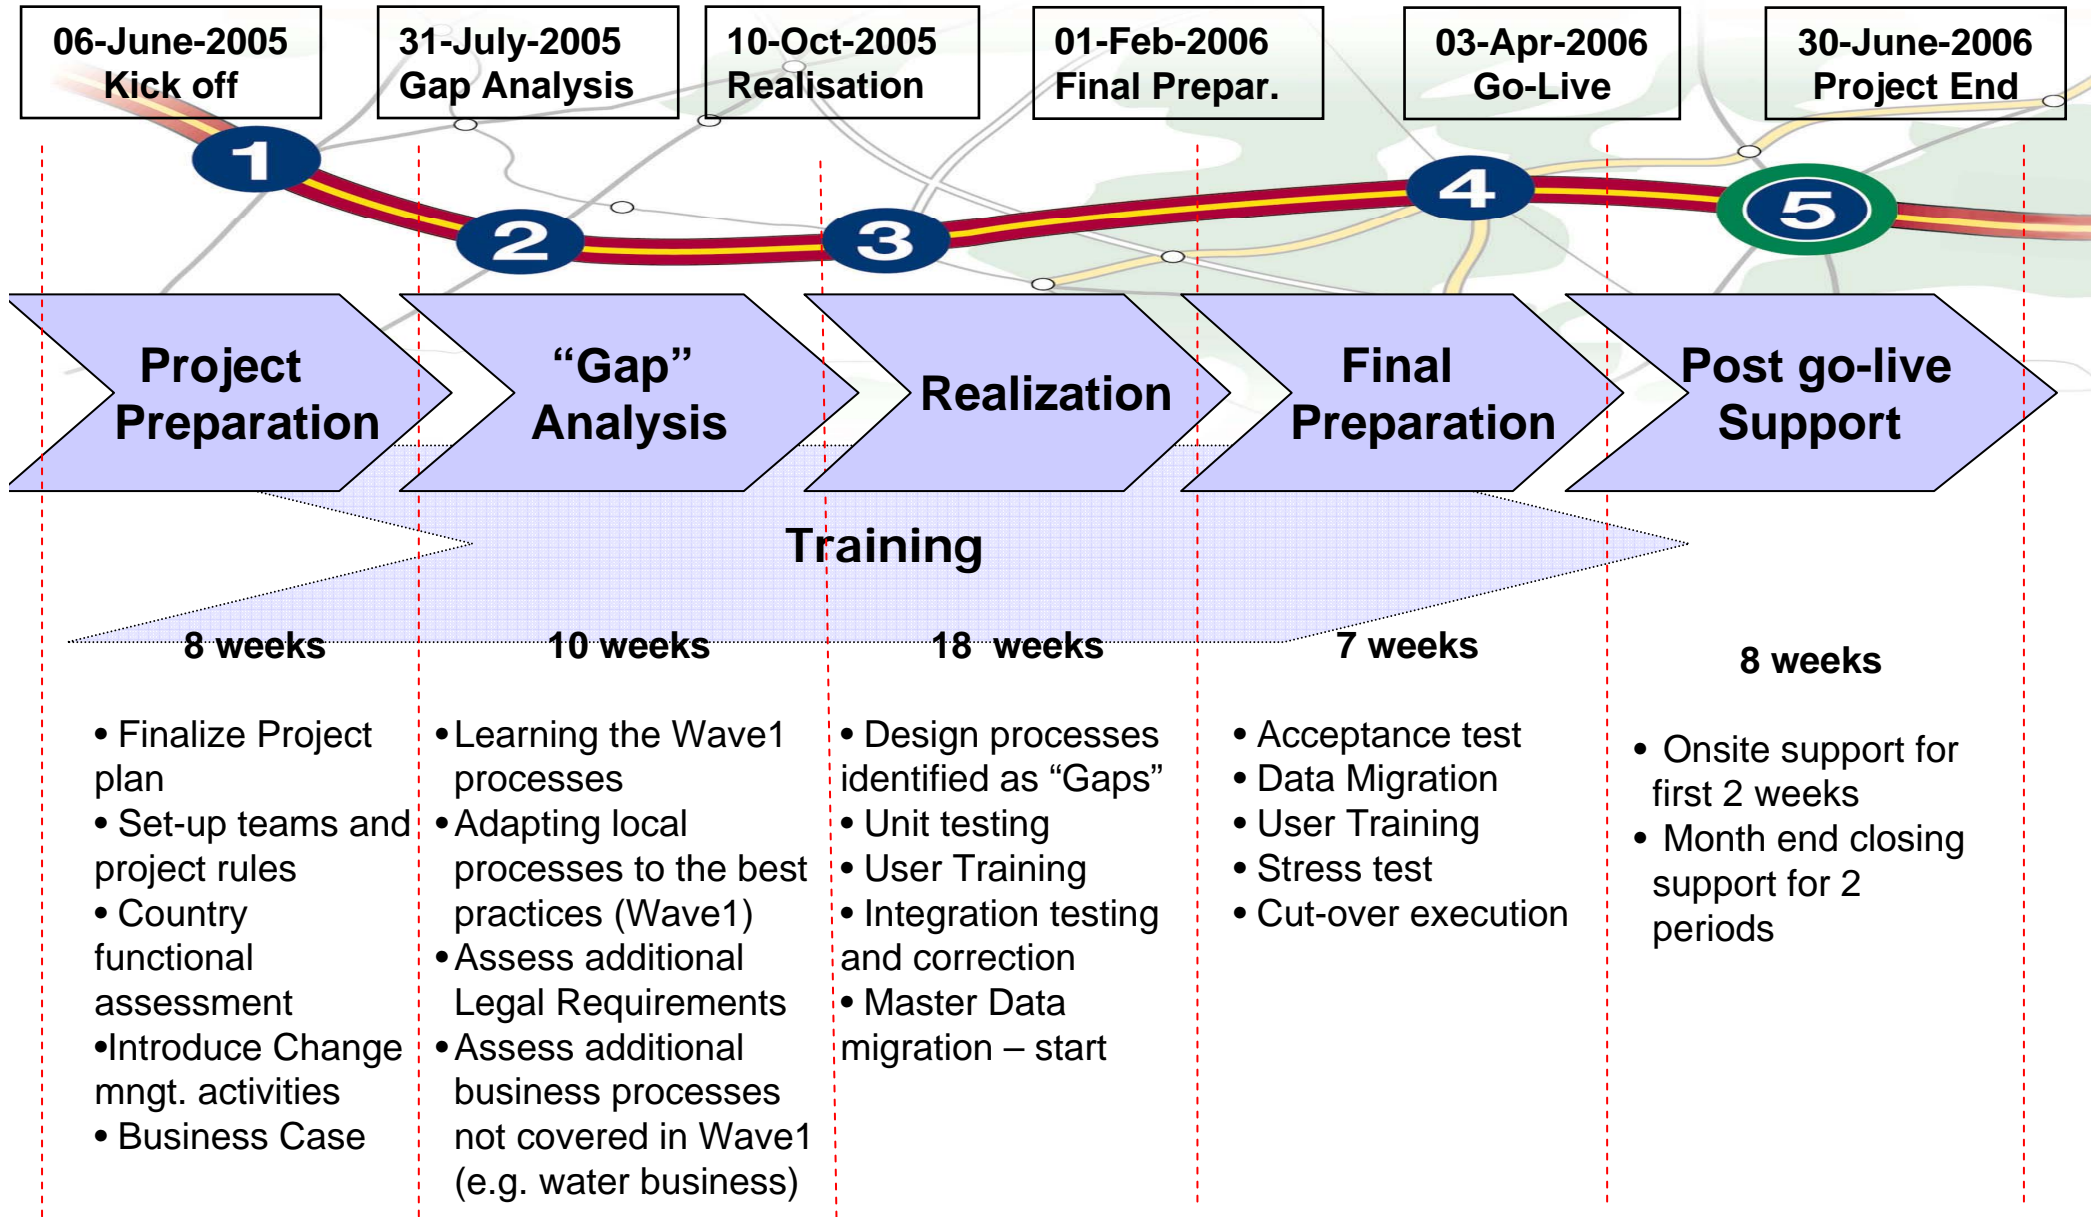 06-June-2005
Kick off
31-July-2005
Gap Analysis
10-Oct-2005
Realisation
01-Feb-2006
Final Prepar.
03-Apr-2006
Go-Live
30-June-2006
Project End
1
2
3
4
5
Project
Preparation
“Gap”
Analysis
Realization
Final
Preparation
Post go-live
Support
Training
8 weeks
10 weeks
18 weeks
7 weeks
8 weeks
• Finalize Project
plan
• Set-up teams and
project rules
• Country
functional
assessment
•Introduce Change
mngt. activities
• Business Case
•Learning the Wave1
processes
•Adapting local
processes to the best
practices (Wave1)
•Assess additional
Legal Requirements
•Assess additional
business processes
not covered in Wave1
(e.g. water business)
• Design processes
identified as “Gaps”
• Unit testing
• User Training
• Integration testing
and correction
• Master Data
migration – start
• Acceptance test
• Data Migration
• User Training
• Stress test
• Cut-over execution
• Onsite support for
first 2 weeks
• Month end closing
support for 2
periods